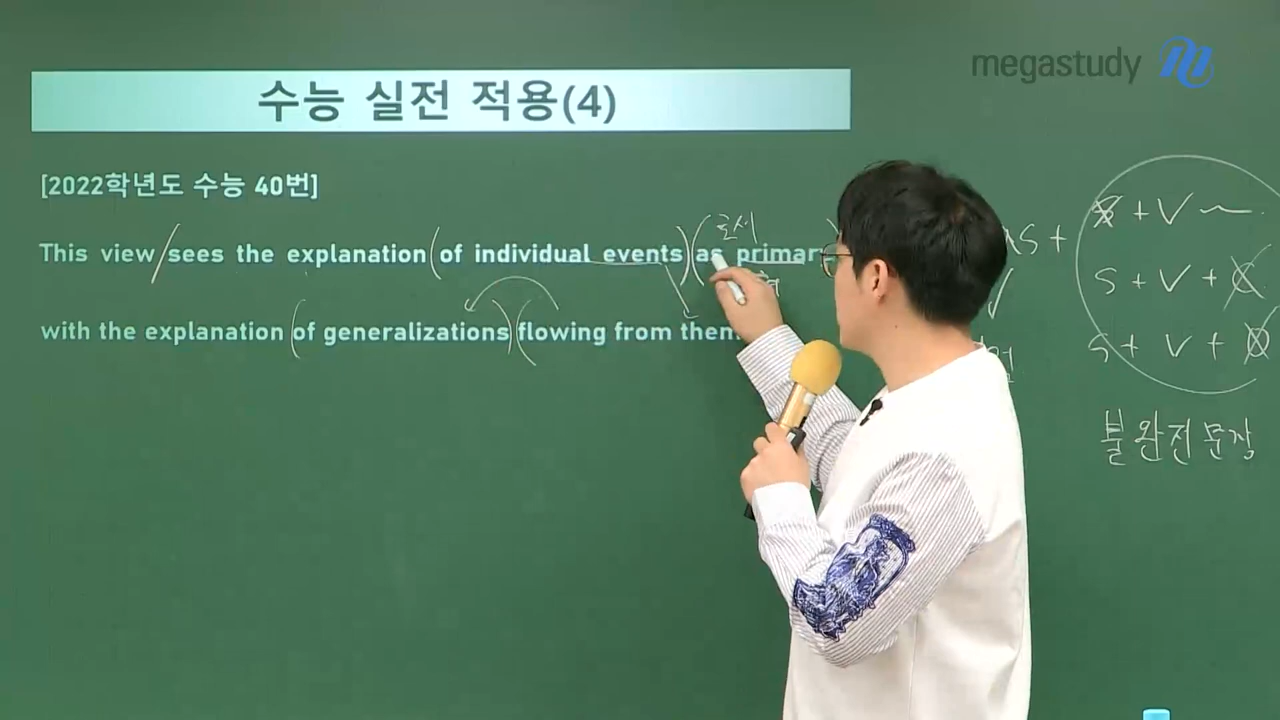 megastudy
수능 실전 적용(4)
[2022학년도 수능 40번]
로서
This view sees the explanation of individual events as primary
with the explanation of generalizations flowing from them
S + V
S + V +
S + V +
불완전 문장